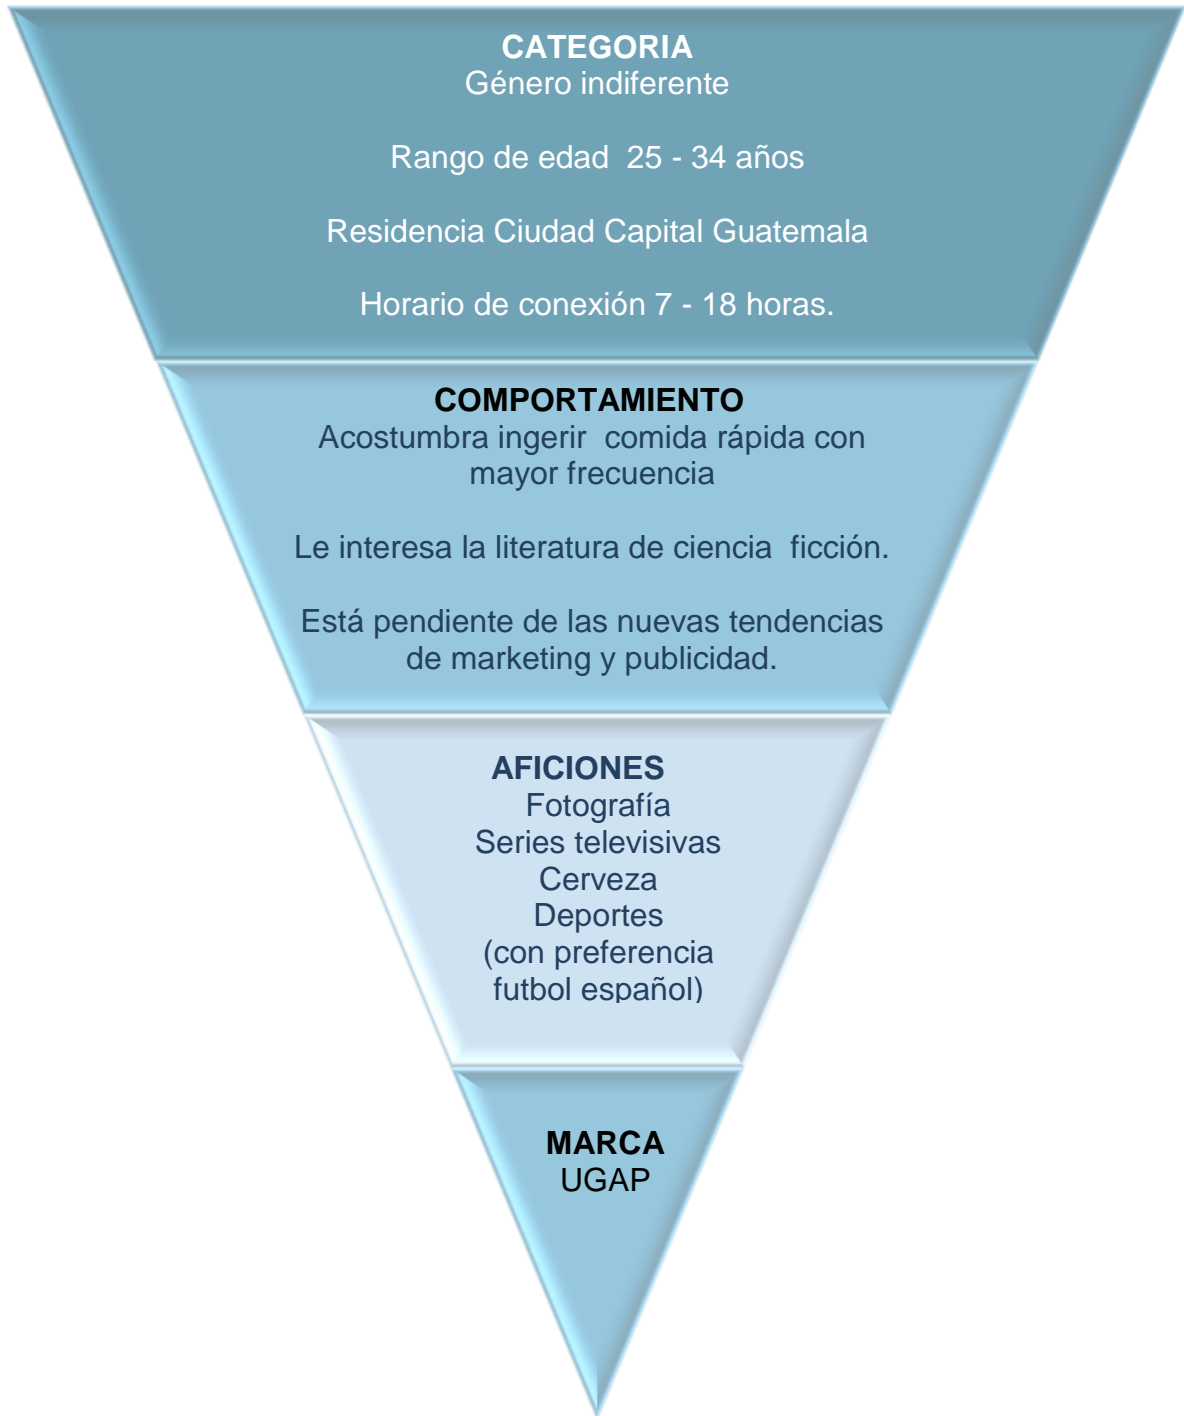 CATEGORIA
Género indiferente
Rango de edad  25 - 34 años
Residencia Ciudad Capital Guatemala
Horario de conexión 7 - 18 horas.
COMPORTAMIENTO
Acostumbra ingerir  comida rápida con
mayor frecuencia
Le interesa la literatura de ciencia  ficción.
Está pendiente de las nuevas tendencias
de marketing y publicidad.
AFICIONES
Fotografía
Series televisivas
Cerveza
Deportes
(con preferencia
futbol español)
MARCA
UGAP